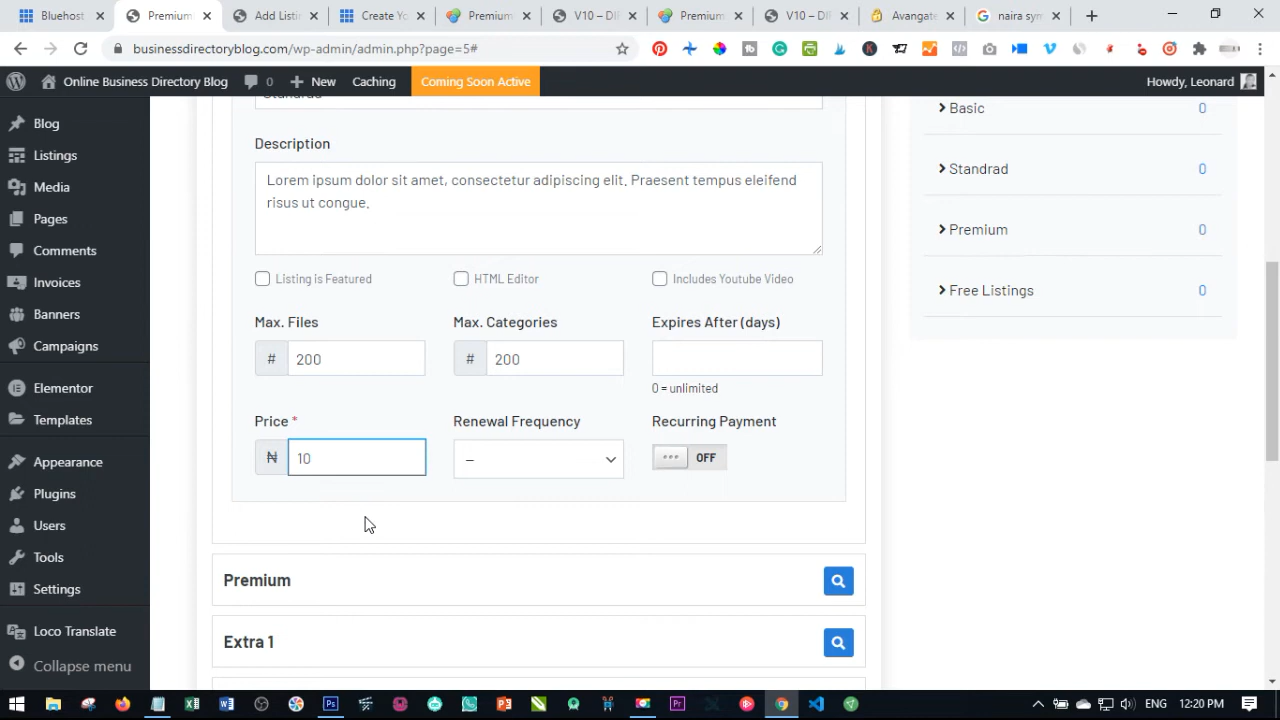 Bluehost
Premium
Add Listi
Create Yo
Premium
V10 – DIF
Premium
V10 – DIF
Avangate
naira sym
businessdirectoryblog.com/wp-admin/admin.php?page=5#
Online Business Directory Blog
0
New
Caching
Coming Soon Active
Howdy, Leonard
Blog
Listings
Media
Pages
Comments
Invoices
Banners
Campaigns
Elementor
Templates
Appearance
Plugins
Users
Tools
Settings
Loco Translate
Collapse menu
Standrad
Description
Lorem ipsum dolor sit amet, consectetur adipiscing elit. Praesent tempus eleifend
risus ut congue.
Listing is Featured
HTML Editor
Includes Youtube Video
Max. Files
Max. Categories
Expires After (days)
# 200
# 200
0 = unlimited
Price *
Renewal Frequency
Recurring Payment
₦ 10
–
OFF
Premium
Extra 1
Basic 0
Standrad 0
Premium 0
Free Listings 0
ENG
12:20 PM